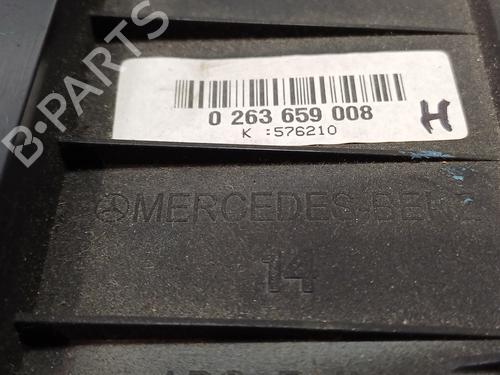 B-PARTS
0 263 659 008
K :576210
H
MERCEDES-BENZ
14